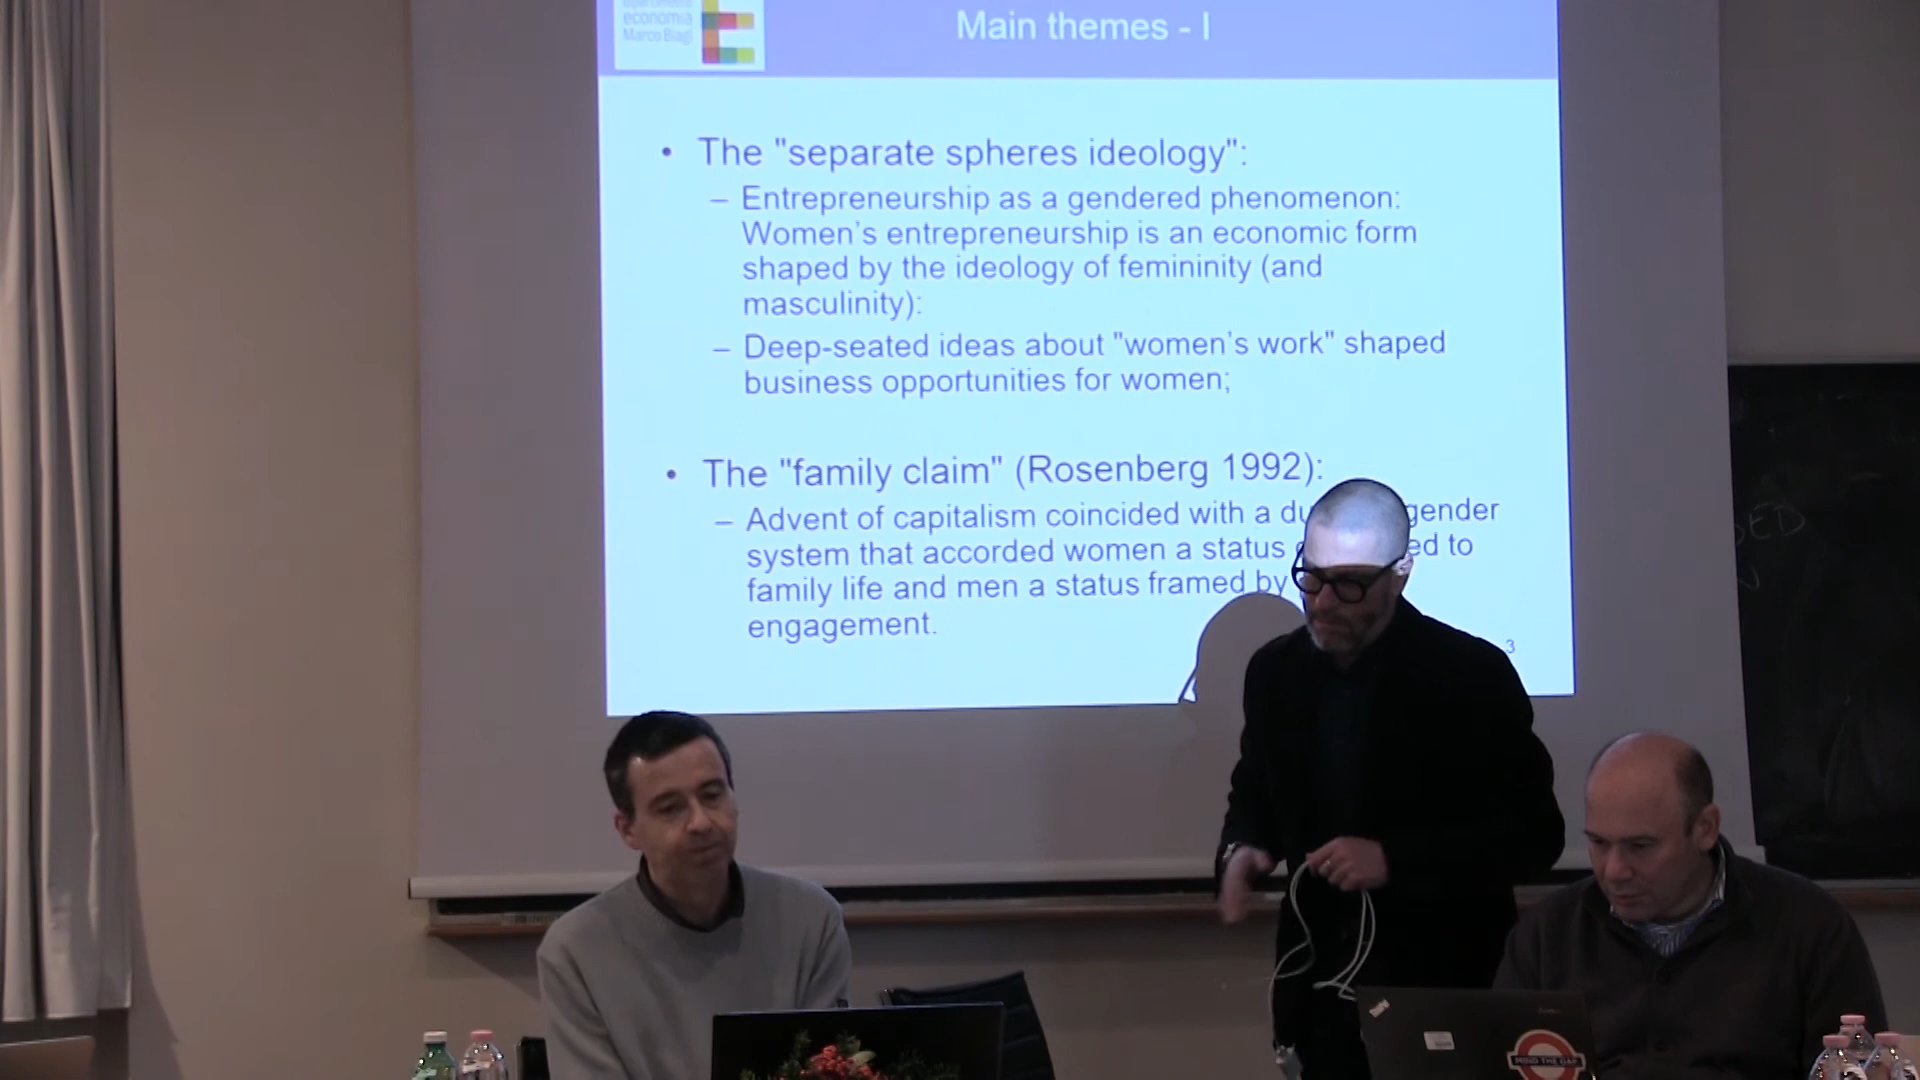 economia
Marco Biagi
Main themes - I
• The "separate spheres ideology":
– Entrepreneurship as a gendered phenomenon:
Women's entrepreneurship is an economic form
shaped by the ideology of femininity (and
masculinity):
– Deep-seated ideas about "women's work" shaped
business opportunities for women;
• The "family claim" (Rosenberg 1992):
– Advent of capitalism coincided with a gender
system that accorded women a status to
family life and men a status framed by
engagement.
3
MIND THE GAP